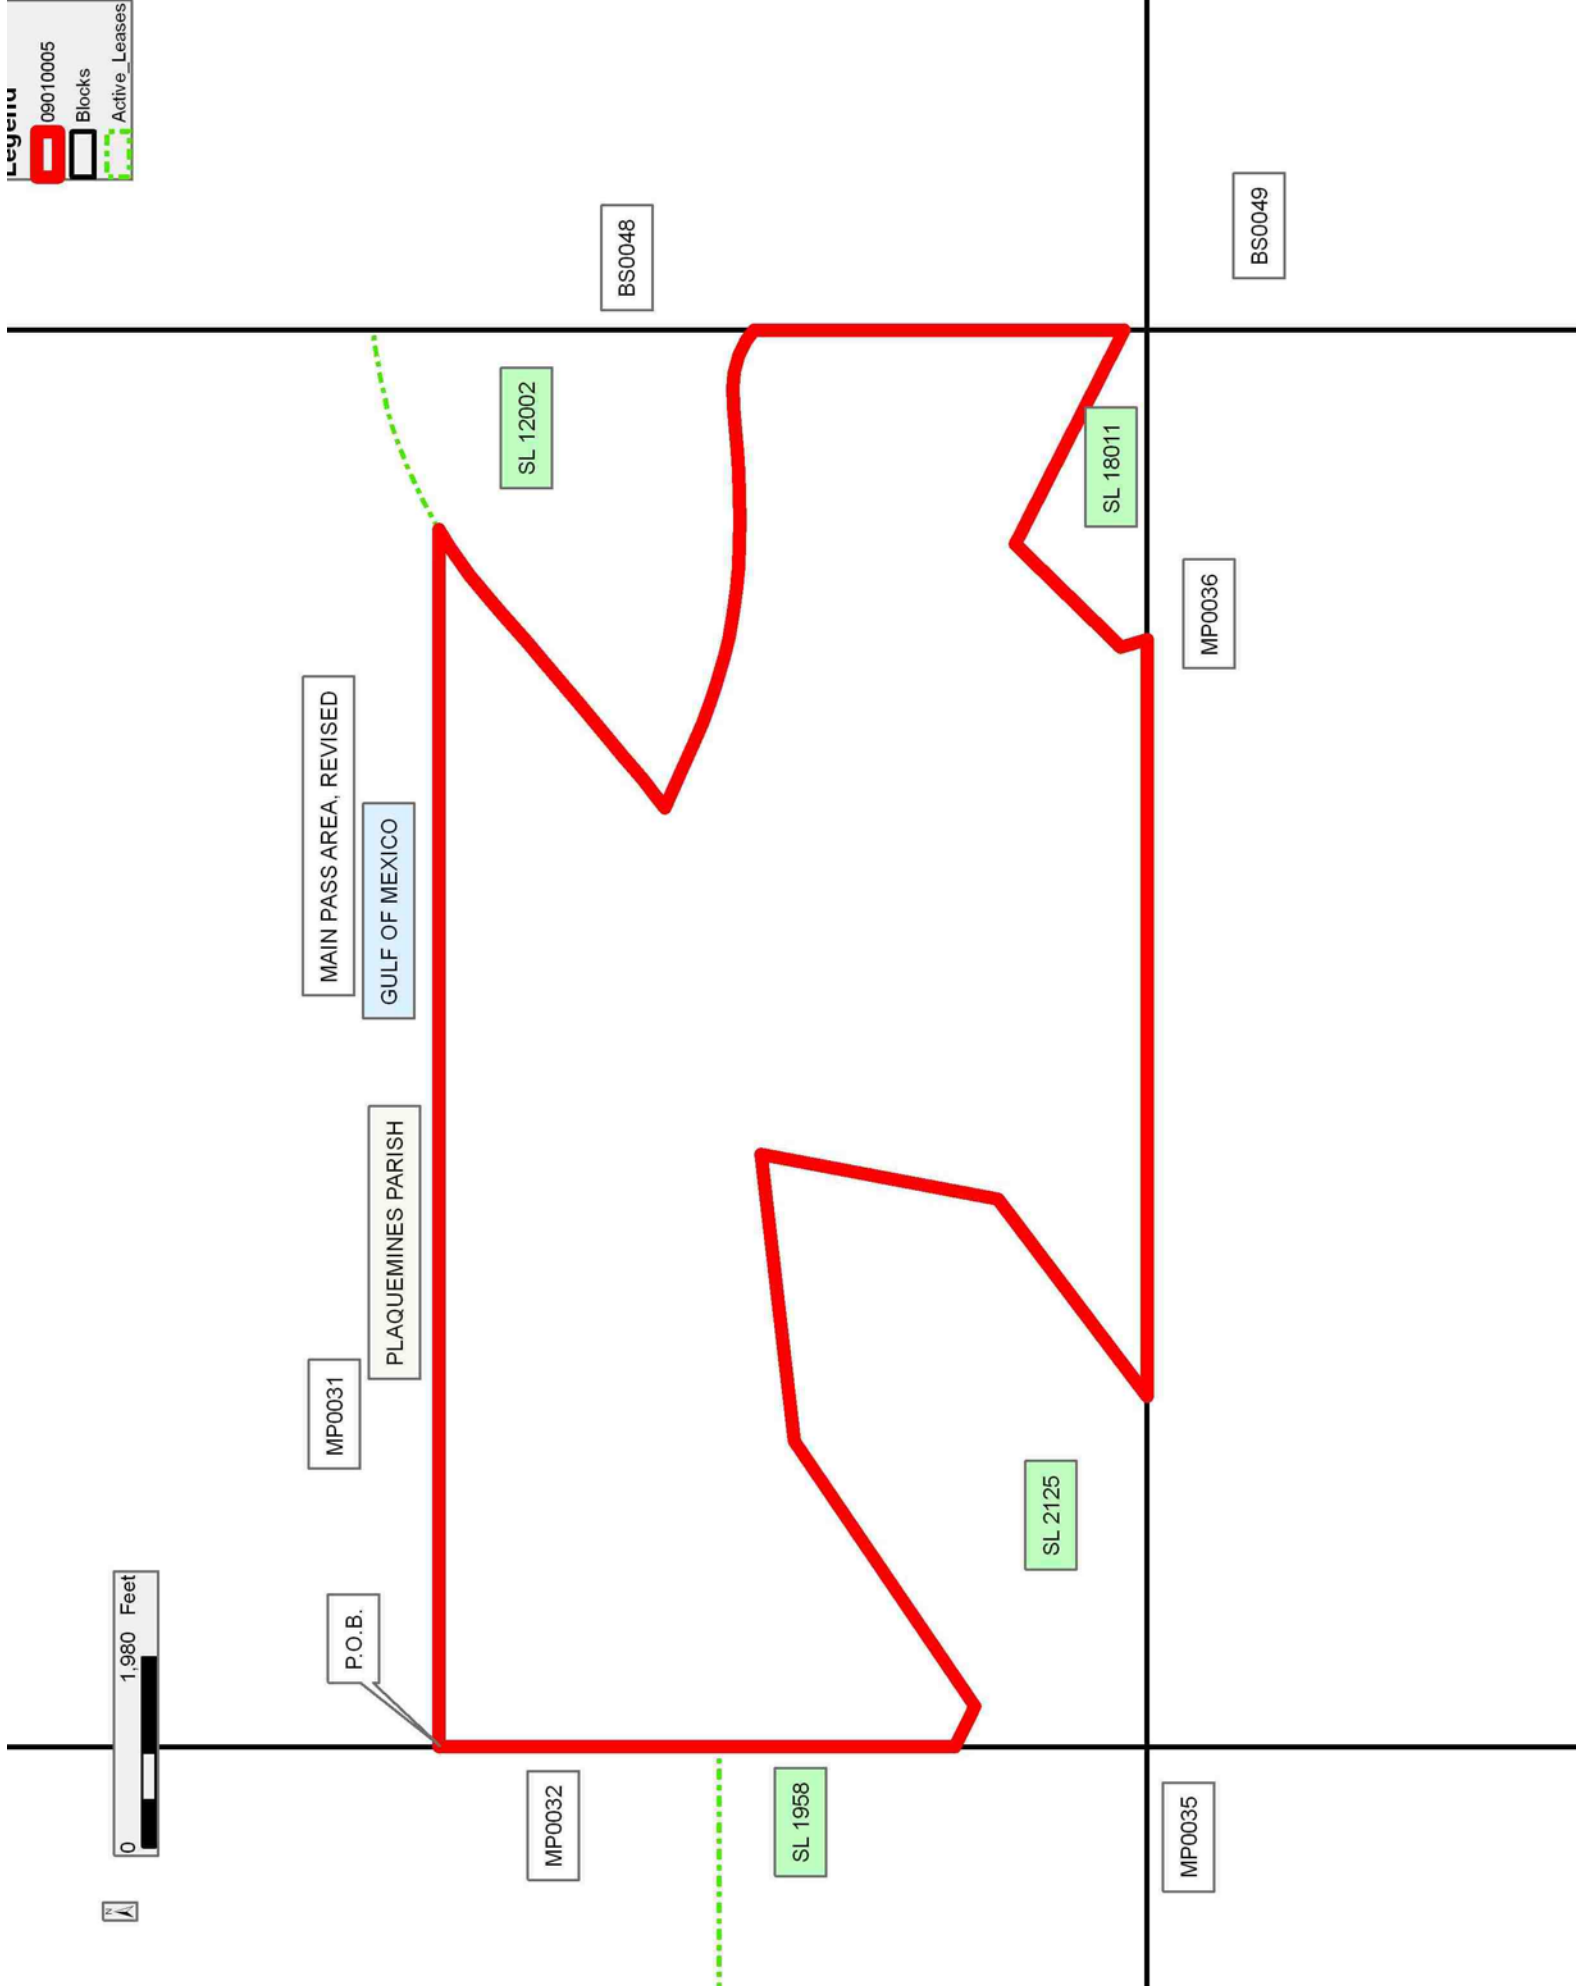 Legend
09010005
Blocks
Active_Leases
N
0 1,980 Feet
MP0031
MAIN PASS AREA, REVISED
P.O.B.
PLAQUEMINES PARISH
GULF OF MEXICO
SL 12002
MP0032
BS0048
SL 1958
SL 2125
SL 18011
MP0035
MP0036
BS0049